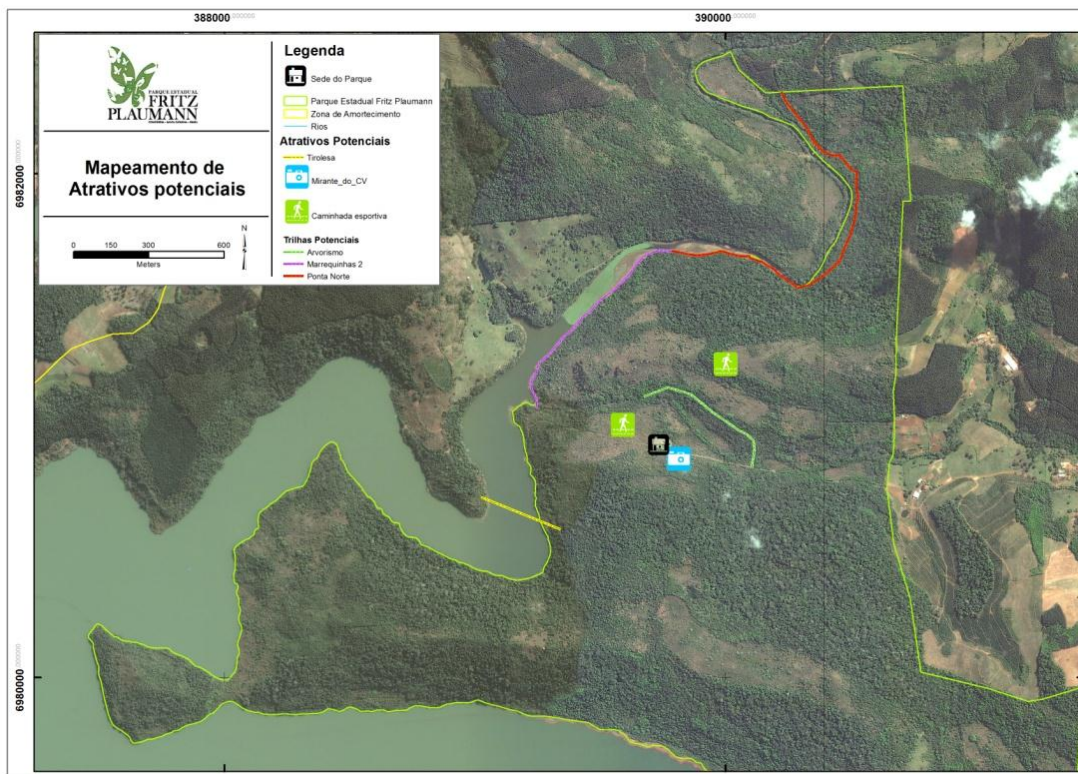 388000
390000
6982000
6980000
PARQUE ESTADUAL
FRITZ
PLAUMANN
Mapeamento de
Atrativos potenciais
0 150 300 600
Meters
N
Legenda
Sede do Parque
Parque Estadual Fritz Plaumann
Zona de Amortecimento
Rios
Atrativos Potenciais
Tirolesa
Mirante_do_CV
Caminhada esportiva
Trilhas Potenciais
Arvorismo
Marrequinhas 2
Ponta Norte